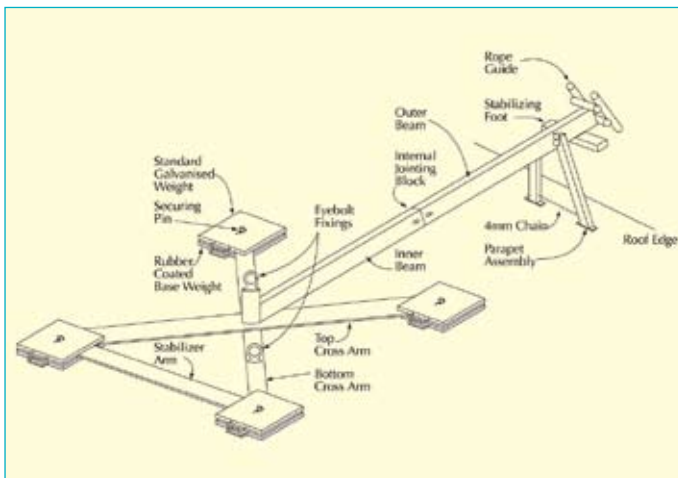 Rope
Guide
Stabilizing
Foot
Outer
Beam
Internal
Jointing
Block
Standard
Galvanised
Weight
Securing
Pin
Eyebolt
Fixings
4mm Chain
Roof Edge
Parapet
Assembly
Rubber
Coated
Base Weight
Inner
Beam
Stabilizer
Arm
Top
Cross Arm
Bottom
Cross Arm